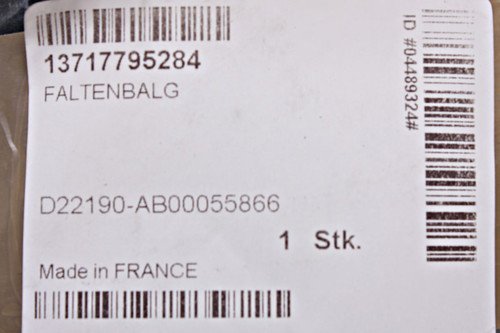 13717795284
FALTENBALG
D22190-AB00055866
1 Stk.
Made in FRANCE
ID #04489324#